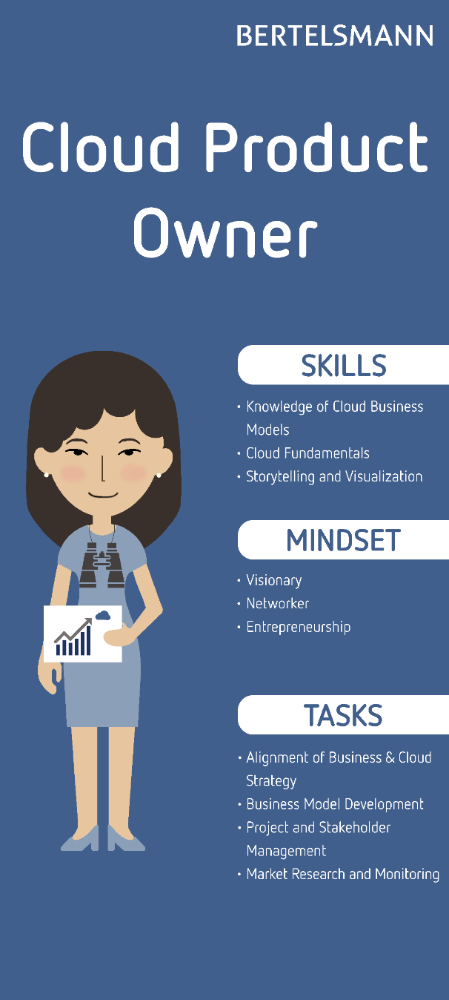 BERTELSMANN
Cloud Product
Owner
SKILLS
• Knowledge of Cloud Business
Models
• Cloud Fundamentals
• Storytelling and Visualization
MINDSET
• Visionary
• Networker
• Entrepreneurship
TASKS
• Alignment of Business & Cloud
Strategy
• Business Model Development
• Project and Stakeholder
Management
• Market Research and Monitoring